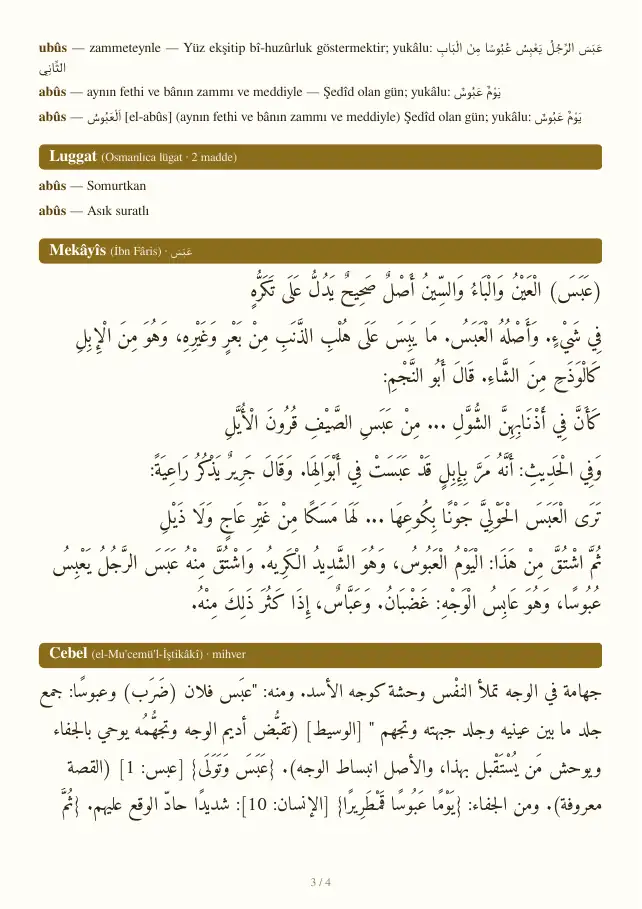 ubûs — zammeteynle — Yüz ekşitip bî-huzûrluk göstermektir; yukâlu: عَبَسَ الرَّجُلُ يَعْبِسُ عُبُوسًا مِنَ الْبَابِ
الثَّانِي
abûs — aynın fethi ve bânın zammı ve meddiyle — Şedîd olan gün; yukâlu: يَوْمٌ عَبُوسٌ
abûs — اَلْعَبُوسُ [el-abûs] (aynın fethi ve bânın zammı ve meddiyle) Şedîd olan gün; yukâlu: يَوْمٌ عَبُوسٌ
Luggat (Osmanlıca lügat · 2 madde)
abûs — Somurtkan
abûs — Asık suratlı
Mekâyîs (İbn Fâris) · عَبَسَ
(عَبَسَ) الْعَيْنُ وَالْبَاءُ وَالسِّينُ أَصْلٌ صَحِيحٌ يَدُلُّ عَلَى تَكَرُّهٍ
فِي شَيْءٍ. وَأَصْلُهُ الْعَبَسُ. مَا يَبِسَ عَلَى هُلْبِ الذَّنَبِ مِنْ بَعْرٍ وَغَيْرِهِ، وَهُوَ مِنَ الْإِبِلِ
كَالْوَذَحِ مِنَ الشَّاءِ. قَالَ أَبُو النَّجْمِ:
كَأَنَّ فِي أَذْنَابِهِنَّ الشُّوَّلِ ... مِنْ عَبَسِ الصَّيْفِ قُرُونَ الْأُيَّلِ
وَفِي الْحَدِيثِ: أَنَّهُ مَرَّ بِإِبِلٍ قَدْ عَبَسَتْ فِي أَبْوَالِهَا. وَقَالَ جَرِيرٌ يَذْكُرُ رَاعِيَةً:
تَرَى الْعَبَسَ الْحَوْلِيَّ جَوْنًا بِكُوعِهَا ... لَهَا مَسَكًا مِنْ غَيْرِ عَاجٍ وَلَا ذَيْلِ
ثُمَّ اشْتُقَّ مِنْ هَذَا: الْيَوْمُ الْعَبُوسُ، وَهُوَ الشَّدِيدُ الْكَرِيهُ. وَاشْتُقَّ مِنْهُ عَبَسَ الرَّجُلُ يَعْبِسُ
عُبُوسًا، وَهُوَ عَابِسُ الْوَجْهِ: غَضْبَانُ. وَعَبَّاسٌ، إِذَا كَثُرَ ذَلِكَ مِنْهُ.
Cebel (el-Mu'cemü'l-İştikâkî) · mihver
جهامة في الوجه تملأ النفْس وحشة كوجه الأسد. ومنه: "عبَس فلان (ضَرَب) وعبوسًا: جمع
جلد ما بين عينيه وجلد جبهته وتجهم " [الوسيط] (تقبُّض أديم الوجه وتجهُّمُه يوحي بالجفاء
ويوحش مَن يُسْتَقْبل بهذا، والأصل انبساط الوجه). {عَبَسَ وَتَوَلَى} [عبس: 1] (القصة
معروفة). ومن الجفاء: {يَوْمًا عَبُوسًا قَمْطَرِيرًا} [الإنسان: 10]: شديدًا حادّ الوقع عليهم. {ثُمَّ
3 / 4